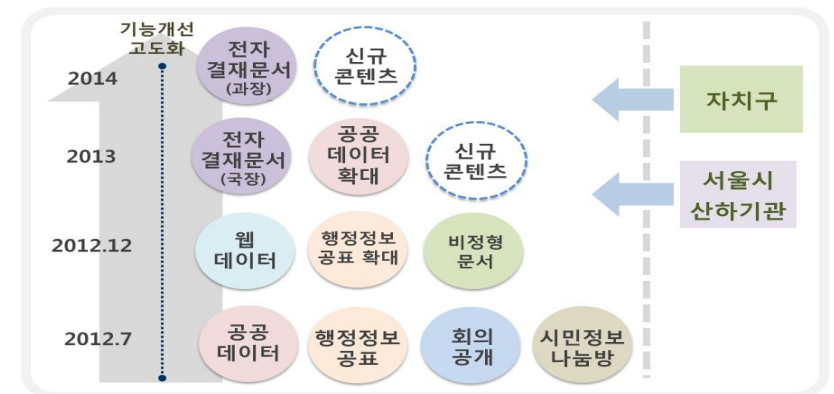 기능개선
고도화
2014
전자
결재문서
(과장)
신규
콘텐츠
자치구
2013
전자
결재문서
(국장)
공공
데이터
확대
신규
콘텐츠
서울시
산하기관
2012.12
웹
데이터
행정정보
공표 확대
비정형
문서
2012.7
공공
데이터
행정정보
공표
회의
공개
시민정보
나눔방